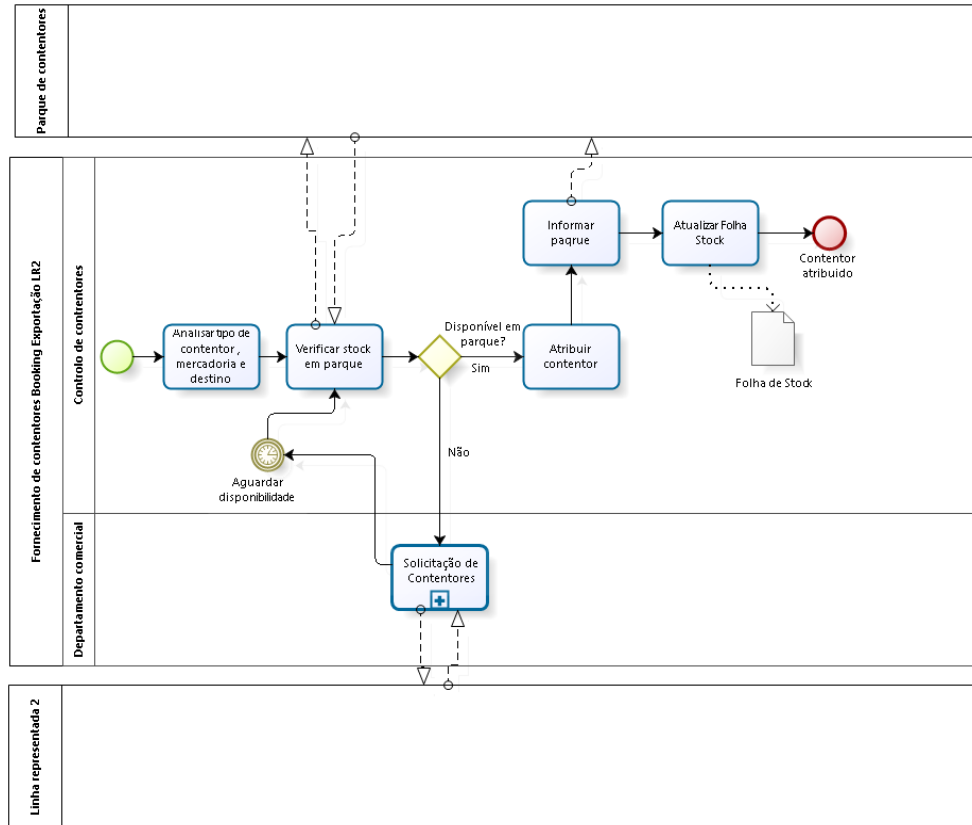 Parque de contentores
Fornecimento de contentores Booking Exportação LR2
Controlo de contrentores
Informar
paqrue
Atualizar Folha
Stock
Contentor
atribuido
Analisar tipo de
contentor ,
mercadoria e
destino
Verificar stock
em parque
Disponível em
parque?
Sim
Atribuir
contentor
Folha de Stock
Não
Aguardar
disponibilidade
Departamento comercial
Solicitação de
Contentores
Linha representada 2